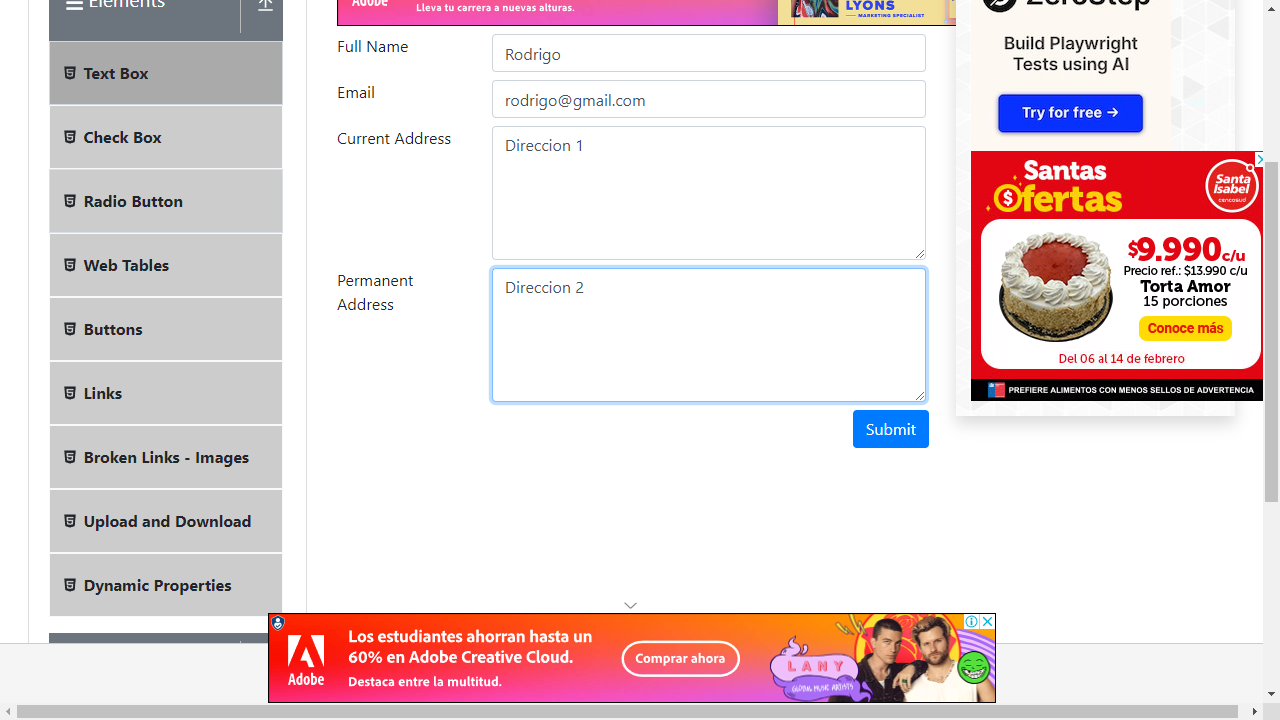 Elements
Text Box
Check Box
Radio Button
Web Tables
Buttons
Links
Broken Links - Images
Upload and Download
Dynamic Properties
Adobe
Lleva tu carrera a nuevas alturas.
LYONS
MARKETING SPECIALIST
Full Name
Rodrigo
Email
rodrigo@gmail.com
Current Address
Direccion 1
Permanent
Address
Direccion 2
Submit
ZeroStep
Build Playwright
Tests using AI
Try for free →
Santas
Ofertas
Santa
Isabel
cencosud
$9.990 c/u
Precio ref.: $13.990 c/u
Torta Amor
15 porciones
Conoce más
Del 06 al 14 de febrero
PREFIERE ALIMENTOS CON MENOS SELLOS DE ADVERTENCIA
Adobe
Los estudiantes ahorran hasta un
60% en Adobe Creative Cloud.
Destaca entre la multitud.
Comprar ahora
LANY
GLOBAL MUSIC ARTISTS